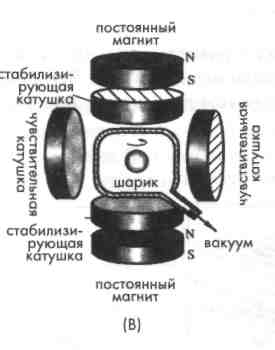 постоянный
магнит
N
S
стабилизи-
рующая
катушка
чувствительная
катушка
чувствительная
катушка
шарик
стабилизи-
рующая
катушка
N
S
вакуум
постоянный
магнит
(В)